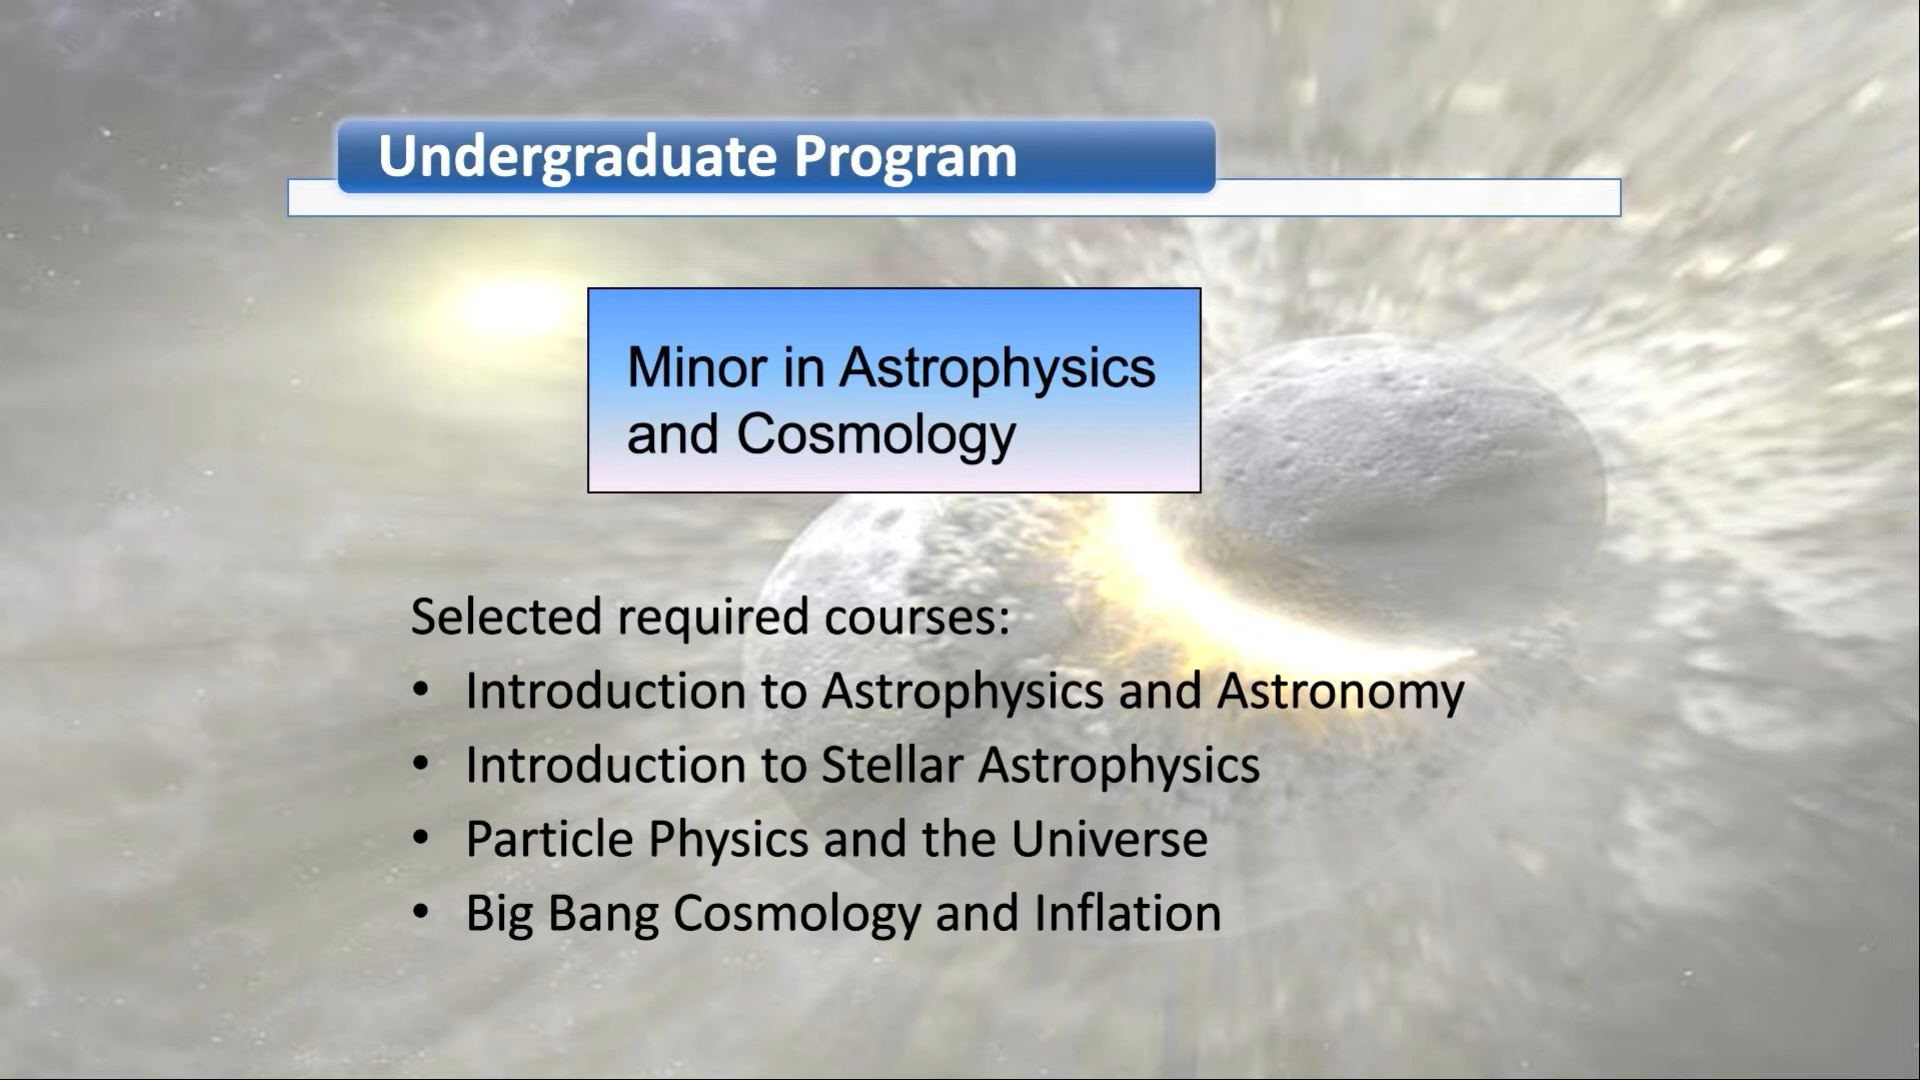 Undergraduate Program
Minor in Astrophysics
and Cosmology
Selected required courses:
• Introduction to Astrophysics and Astronomy
• Introduction to Stellar Astrophysics
• Particle Physics and the Universe
• Big Bang Cosmology and Inflation